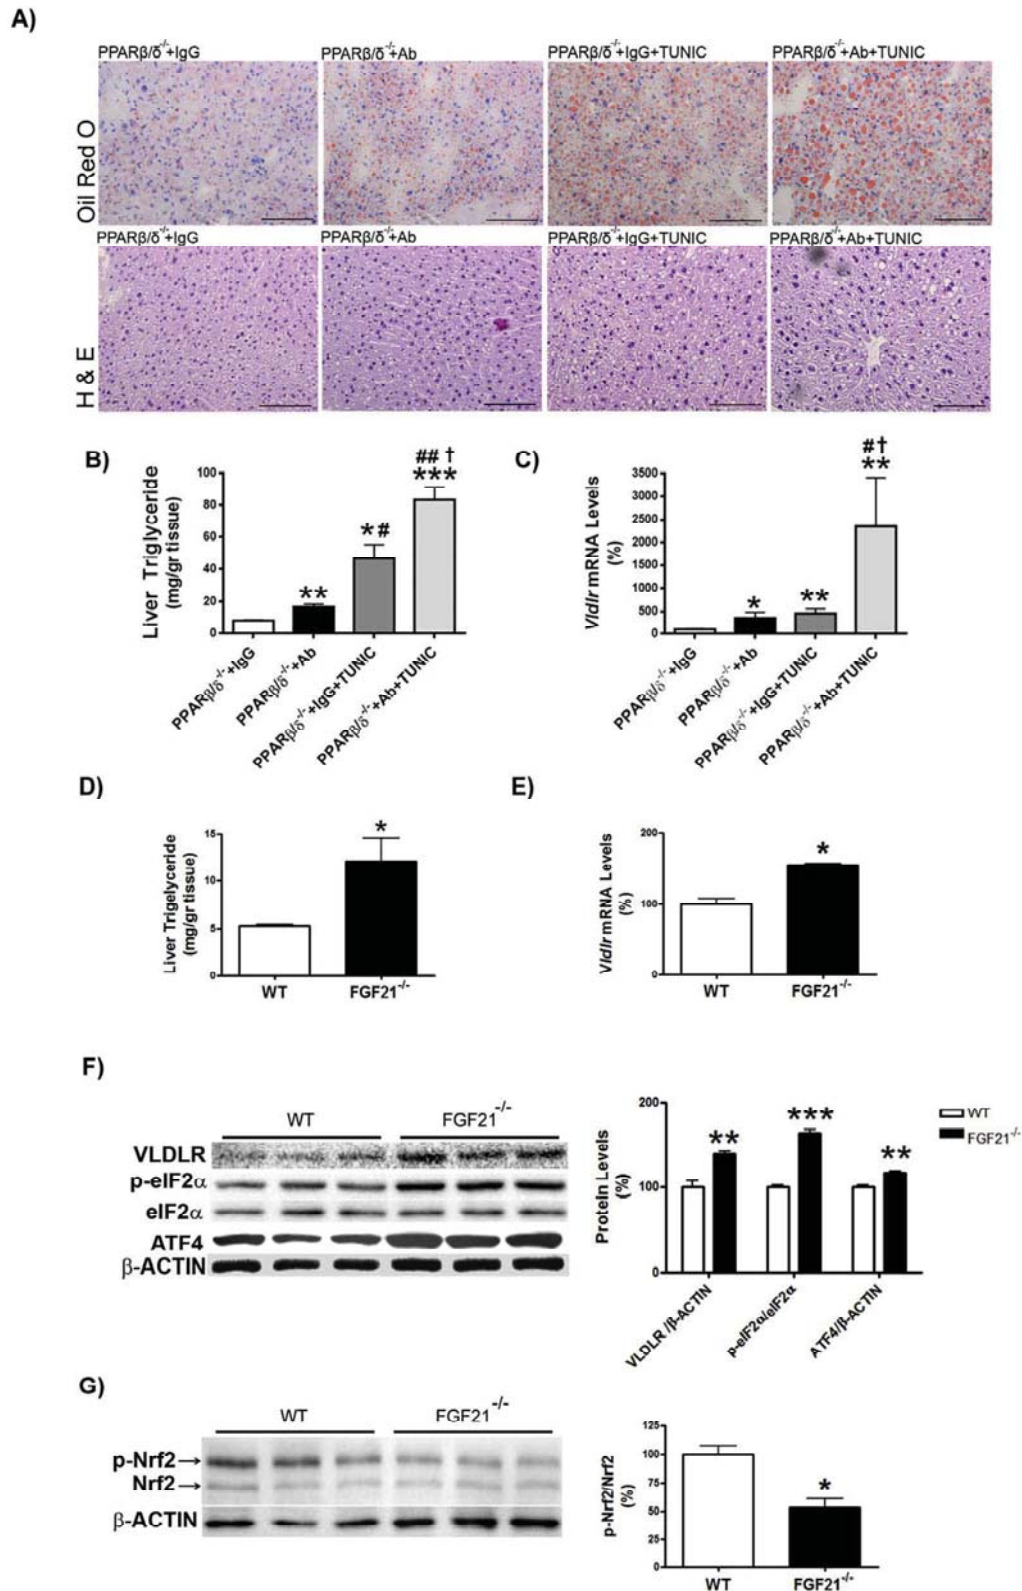 A)
PPARβ/δ-/-+IgG PPARβ/δ-/-+Ab PPARβ/δ-/-+IgG+TUNIC PPARβ/δ-/-+Ab+TUNIC
Oil Red O
PPARβ/δ-/-+IgG PPARβ/δ-/-+Ab PPARβ/δ-/-+IgG+TUNIC PPARβ/δ-/-+Ab+TUNIC
H & E
B)
Liver Triglyceride
(mg/gr tissue)
100
80
60
40
20
0
**
*#
## †
***
PPARβ/δ-/-+IgG
PPARβ/δ-/-+Ab
PPARβ/δ-/-+IgG+TUNIC
PPARβ/δ-/-+Ab+TUNIC
C)
Vldlr mRNA Levels
(%)
3500
3000
2500
2000
1500
1000
500
0
*
**
#†
**
PPARβ/δ-/-+IgG
PPARβ/δ-/-+Ab
PPARβ/δ-/-+IgG+TUNIC
PPARβ/δ-/-+Ab+TUNIC
D)
Liver Trigelyceride
(mg/gr tissue)
15
10
5
0
*
WT FGF21-/-
E)
Vldlr mRNA Levels
(%)
200
100
0
*
WT FGF21-/-
F)
WT FGF21-/-
VLDLR
p-eIF2α
eIF2α
ATF4
β-ACTIN
Protein Levels
(%)
200
100
0
**
***
**
WT
FGF21-/-
VLDLR /β-ACTIN
p-eIF2α/eIF2α
ATF4/β-ACTIN
G)
WT FGF21-/-
p-Nrf2→
Nrf2→
β-ACTIN
p-Nrf2/Nrf2
(%)
125
100
75
50
25
0
*
WT FGF21-/-